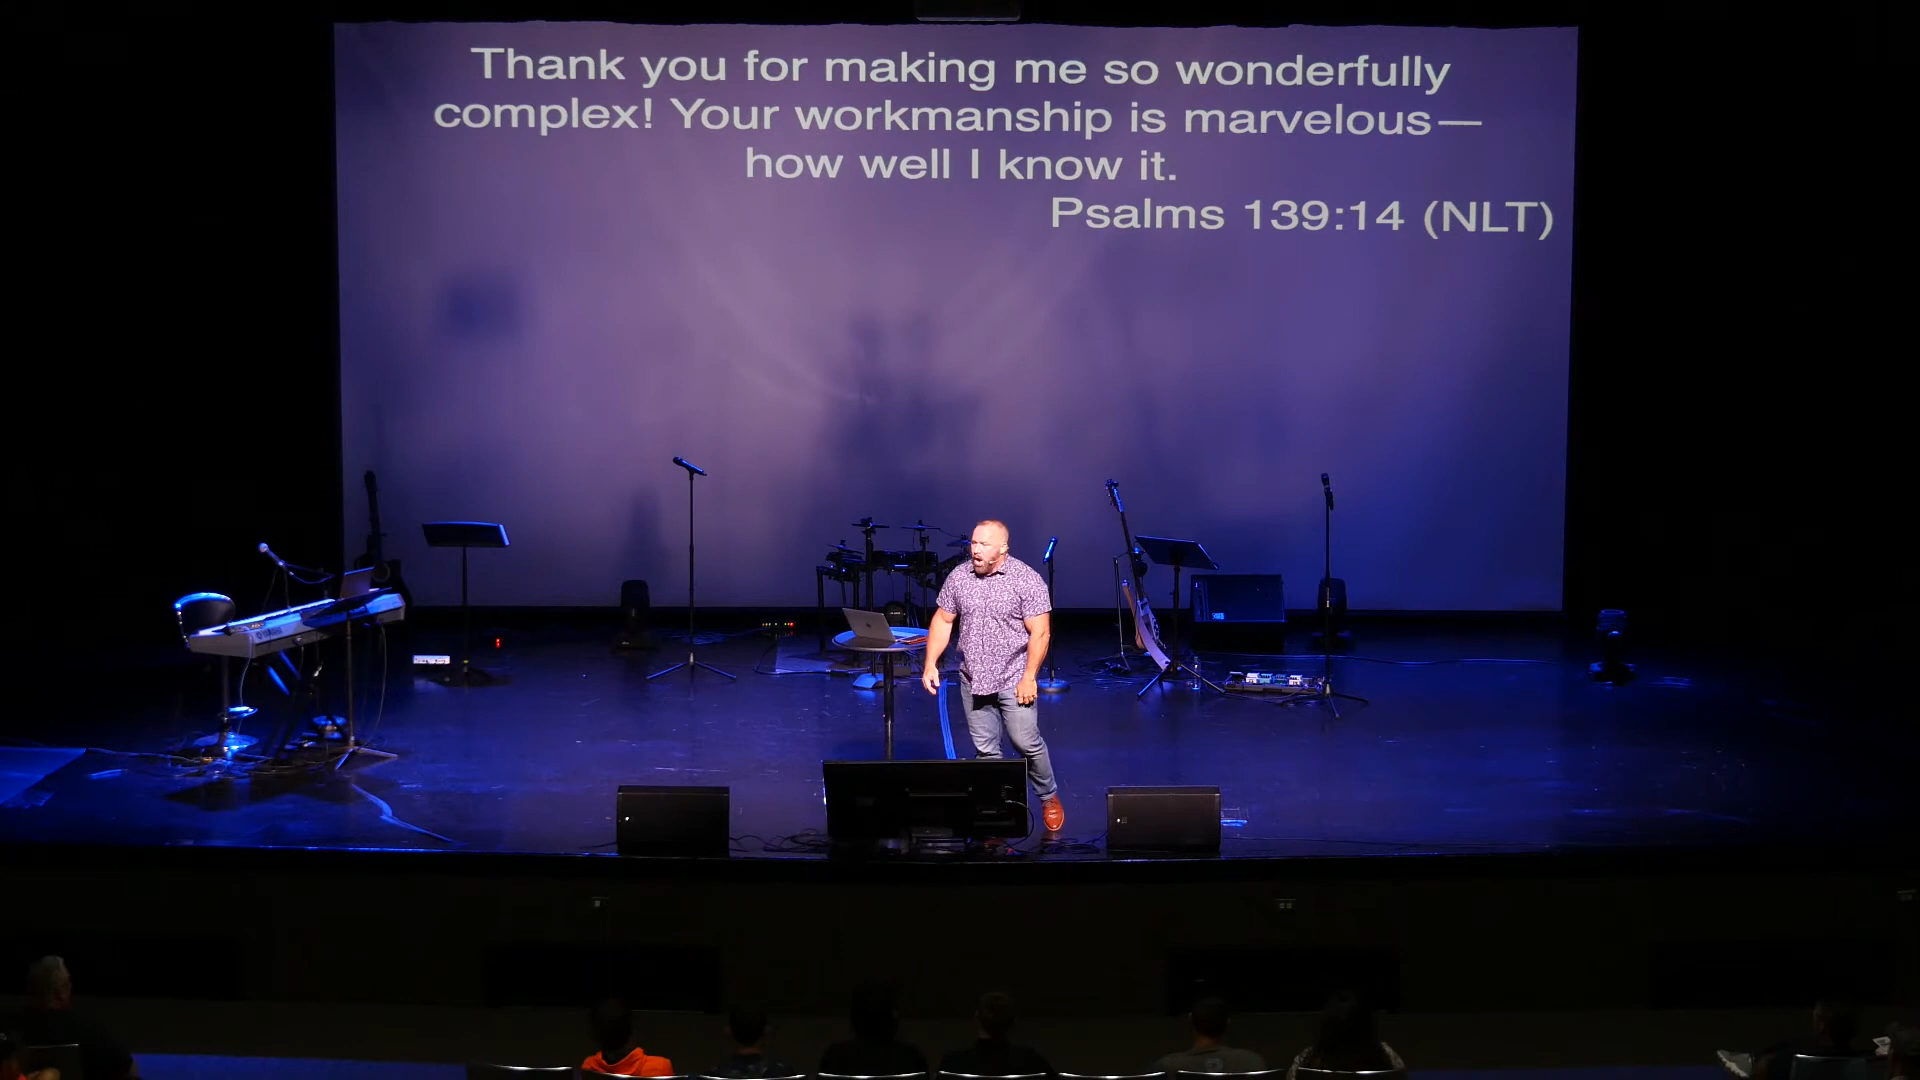 Thank you for making me so wonderfully
complex! Your workmanship is marvelous—
how well I know it.
Psalms 139:14 (NLT)